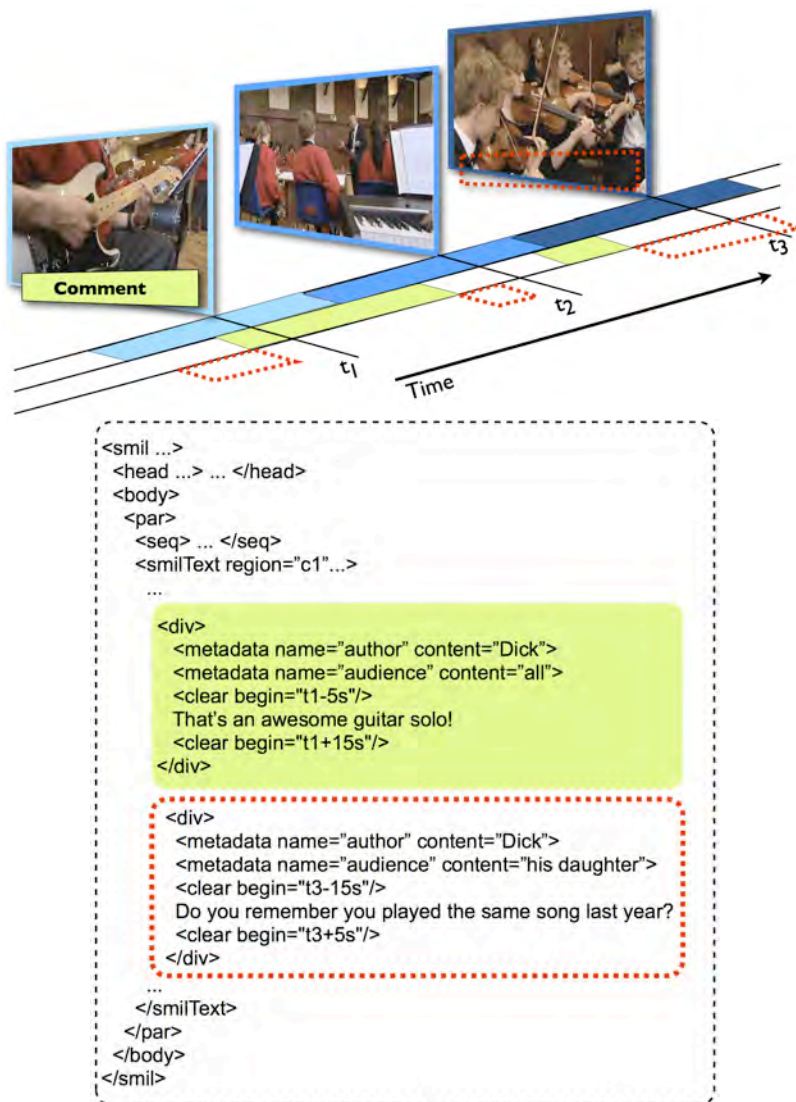 Comment
t1
t2
t3
Time
<smil ...>
<head ...> ... </head>
<body>
<par>
<seq> ... </seq>
<smilText region=”c1”...>
...
<div>
<metadata name=”author” content=”Dick”>
<metadata name=”audience” content=”all”>
<clear begin="t1-5s"/>
That’s an awesome guitar solo!
<clear begin="t1+15s"/>
</div>
<div>
<metadata name=”author” content=”Dick”>
<metadata name=”audience” content=”his daughter”>
<clear begin="t3-15s"/>
Do you remember you played the same song last year?
<clear begin="t3+5s"/>
</div>
...
</smilText>
</par>
</body>
</smil>